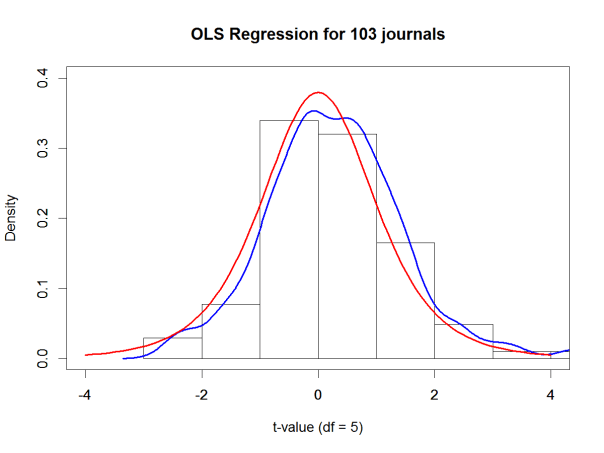 OLS Regression for 103 journals
Density
0.4
0.3
0.2
0.1
0.0
-4 -2 0 2 4
t-value (df = 5)